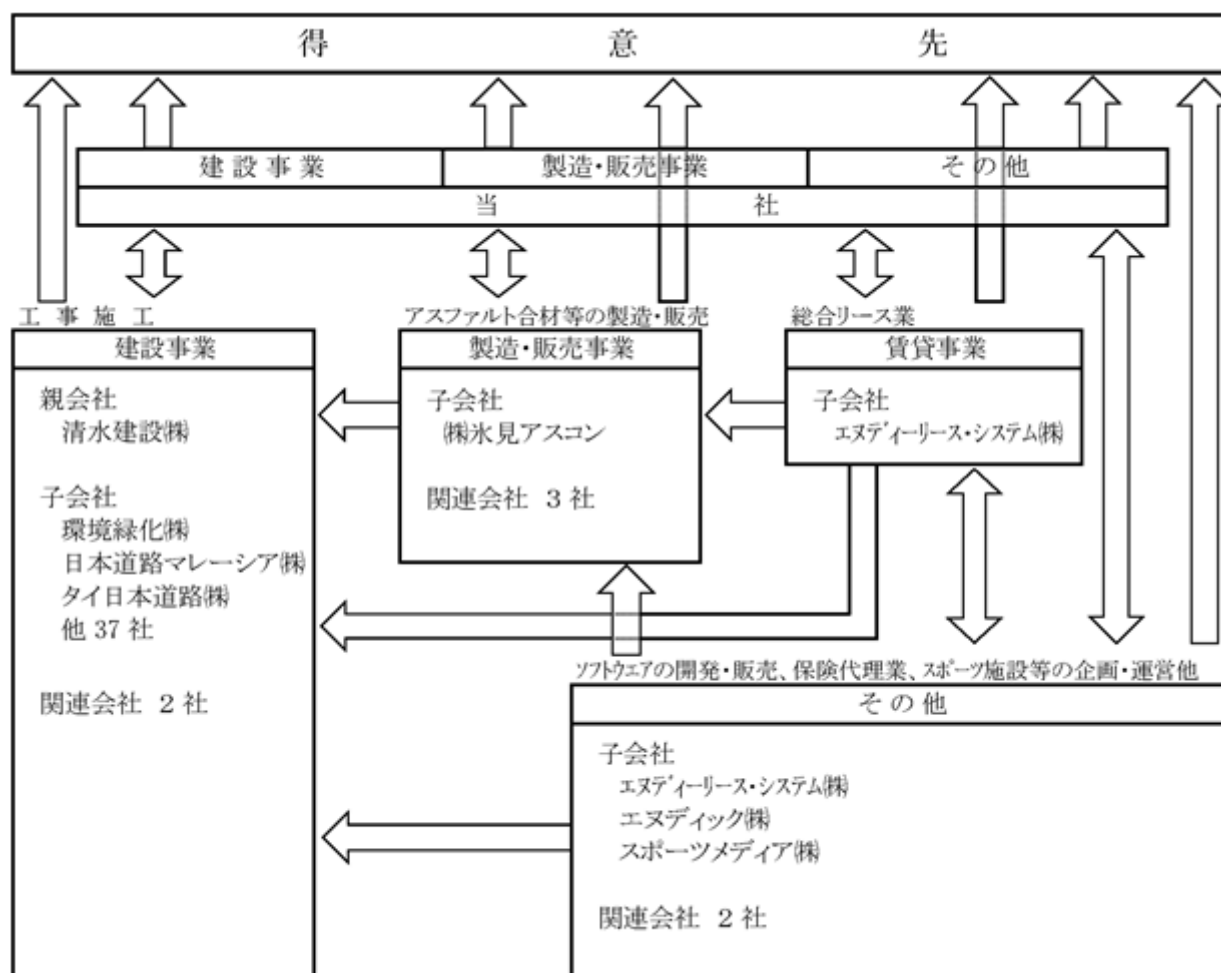 得意先
建設事業
製造・販売事業
その他
当社
工事施工
建設事業
親会社
清水建設㈱
子会社
環境緑化㈱
日本道路マレーシア㈱
タイ日本道路㈱
他 37 社
関連会社 2 社
アスファルト合材等の製造・販売
製造・販売事業
子会社
㈱氷見アスコン
関連会社 3 社
総合リース業
賃貸事業
子会社
エヌディーリース・システム㈱
ソフトウェアの開発・販売、保険代理業、スポーツ施設等の企画・運営他
その他
子会社
エヌディーリース・システム㈱
エヌディック㈱
スポーツメディア㈱
関連会社 2 社